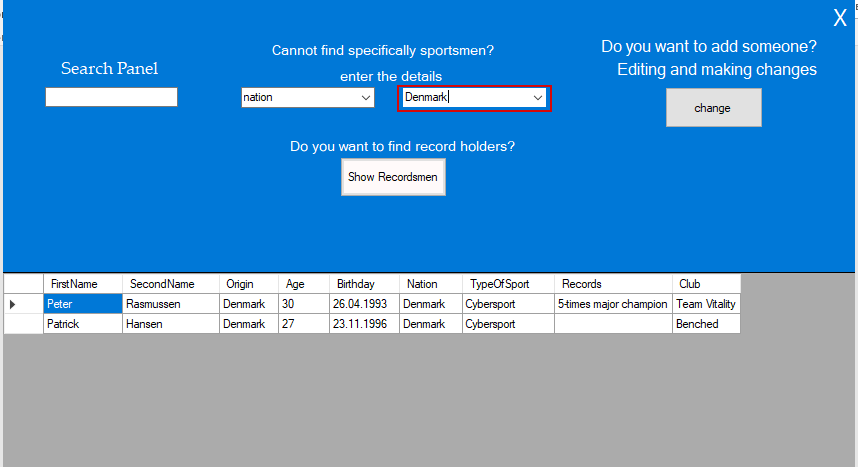 X
Cannot find specifically sportsmen?
Do you want to add someone?
Search Panel
enter the details
Editing and making changes
nation
Denmark
change
Do you want to find record holders?
Show Recordsmen
FirstName SecondName Origin Age Birthday Nation TypeOfSport Records Club
Peter Rasmussen Denmark 30 26.04.1993 Denmark Cybersport 5-times major champion Team Vitality
Patrick Hansen Denmark 27 23.11.1996 Denmark Cybersport Benched